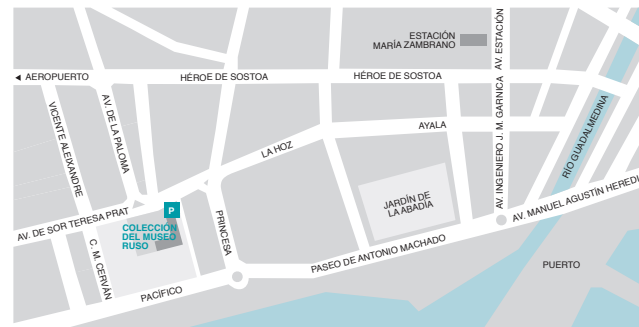 ESTACIÓN
MARÍA ZAMBRANO
AV. ESTACIÓN
◄ AEROPUERTO
HÉROE DE SOSTOA
HÉROE DE SOSTOA
VICENTE ALEIXANDRE
AV. DE LA PALOMA
AV. INGENIERO J. M. GARNICA
RÍO GUADALMEDINA
AYALA
LA HOZ
JARDÍN DE
LA ABADÍA
P
AV. DE SOR TERESA PRAT
COLECCIÓN
DEL MUSEO
RUSO
PRINCESA
AV. MANUEL AGUSTÍN HEREDI
C. M. CERVÁN
PASEO DE ANTONIO MACHADO
PUERTO
PACÍFICO